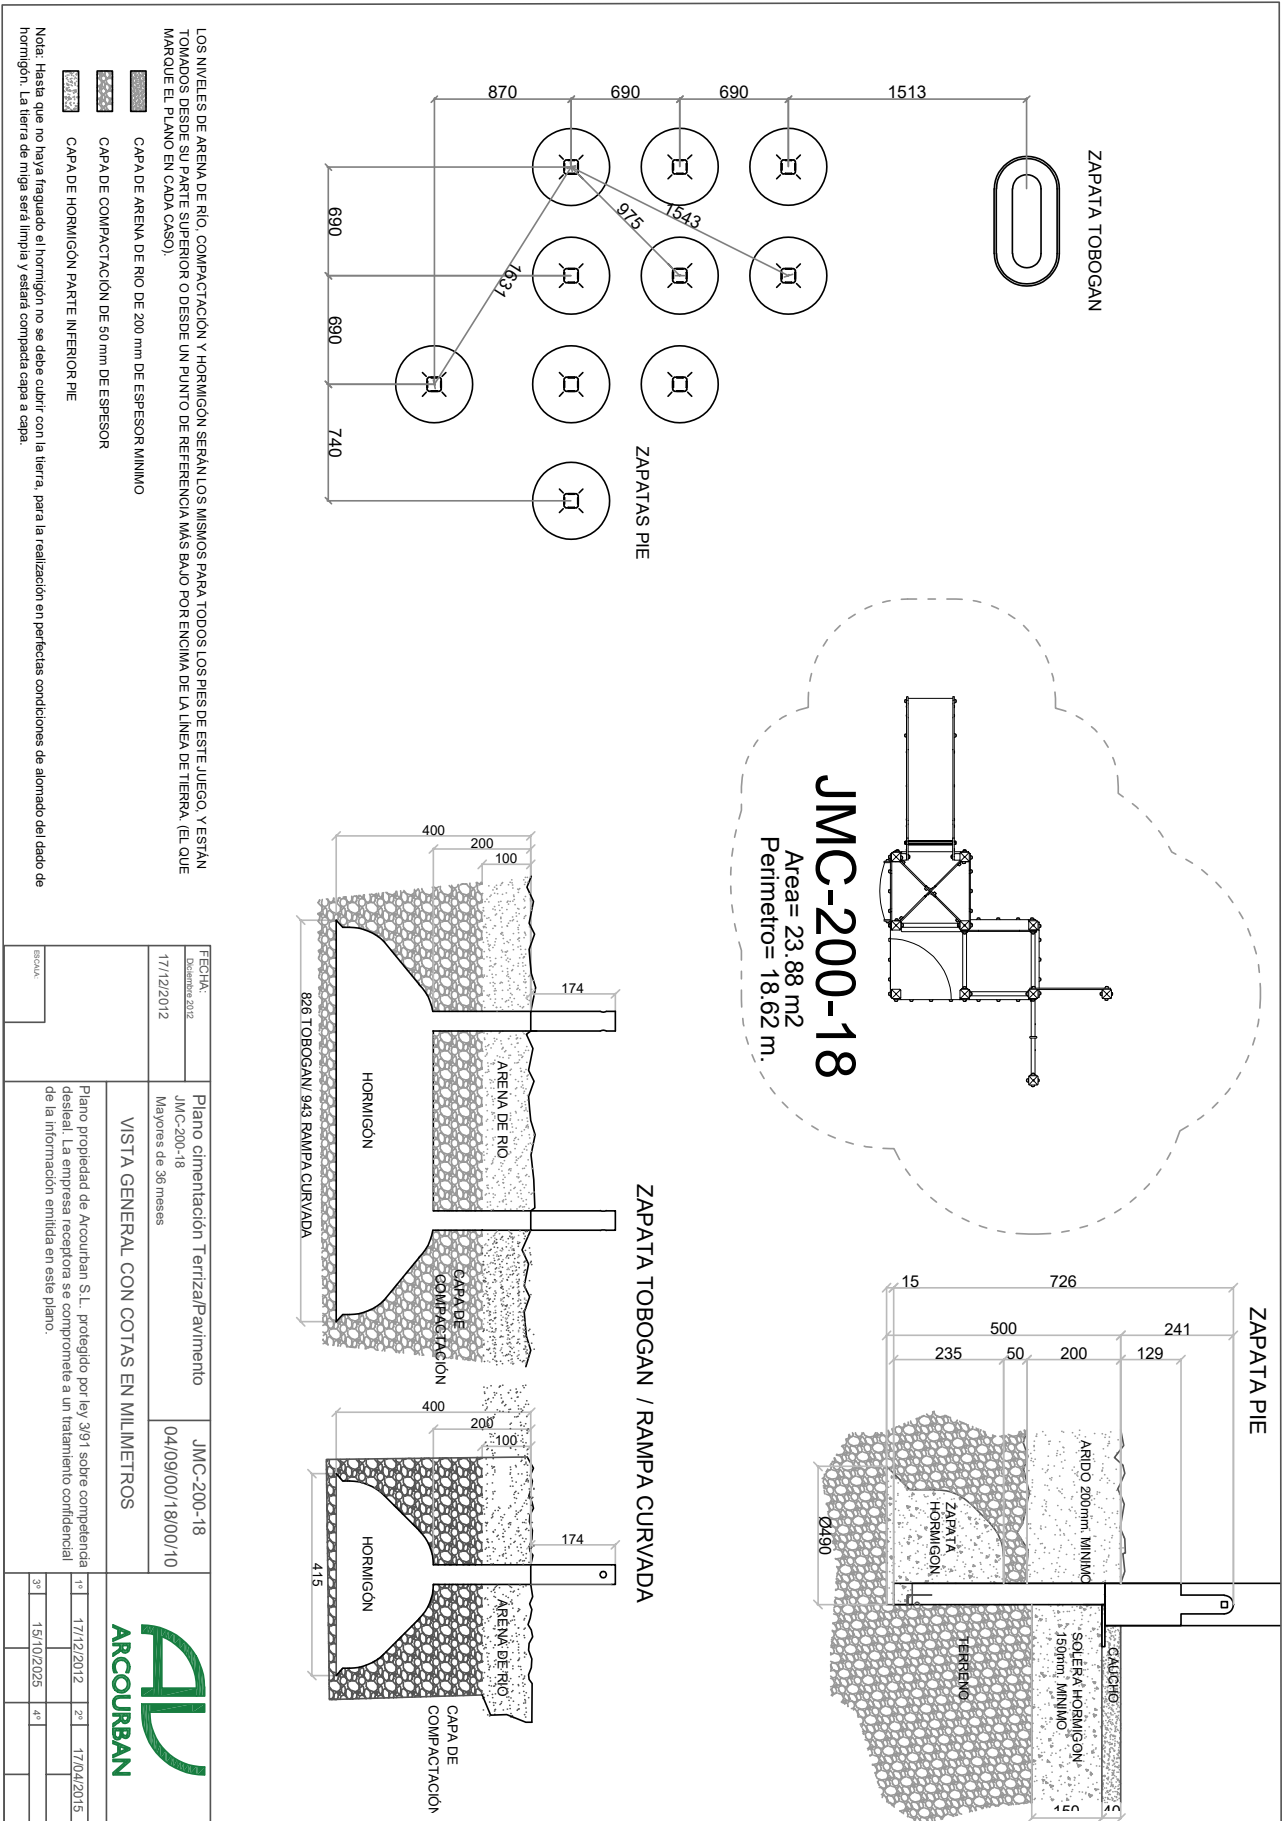 ZAPATA TOBOGAN
1513
690
690
870
690
690
740
975
1543
1631
ZAPATAS PIE
JMC-200-18
Area= 23.88 m2
Perimetro= 18.62 m.
ZAPATA PIE
15
726
500
241
235
50
200
129
ARIDO 200mm. MINIMO
ZAPATA
HORMIGON
Ø490
TERRENO
CAUCHO
SOLERA HORMIGON
150mm. MINIMO
150
40
ZAPATA TOBOGAN / RAMPA CURVADA
400
200
100
174
ARENA DE RIO
HORMIGÓN
CAPA DE
COMPACTACIÓN
826 TOBOGAN/ 943 RAMPA CURVADA
400
200
100
174
ARENA DE RIO
HORMIGÓN
415
CAPA DE
COMPACTACIÓN
LOS NIVELES DE ARENA DE RÍO, COMPACTACIÓN Y HORMIGÓN SERÁN LOS MISMOS PARA TODOS LOS PIES DE ESTE JUEGO, Y ESTÁN
TOMADOS DESDE SU PARTE SUPERIOR O DESDE UN PUNTO DE REFERENCIA MÁS BAJO POR ENCIMA DE LA LÍNEA DE TIERRA. (EL QUE
MARQUE EL PLANO EN CADA CASO).
CAPA DE ARENA DE RIO DE 200 mm DE ESPESOR MINIMO
CAPA DE COMPACTACIÓN DE 50 mm DE ESPESOR
CAPA DE HORMIGÓN PARTE INFERIOR PIE
Nota: Hasta que no haya fraguado el hormigón no se debe cubrir con la tierra, para la realización en perfectas condiciones de alomado del dado de
hormigón. La tierra de miga será limpia y estará compacta capa a capa.
FECHA:
Diciembre 2012
17/12/2012
ESCALA:
Plano cimentación Terriza/Pavimento
JMC-200-18
Mayores de 36 meses
JMC-200-18
04/09/00/18/00/10
VISTA GENERAL CON COTAS EN MILIMETROS
Plano propiedad de Arcourban S.L. protegido por ley 3/91 sobre competencia
desleal. La empresa receptora se compromete a un tratamiento confidencial
de la información emitida en este plano.
ARCOURBAN
1º 17/12/2012 2º 17/04/2015
3º 15/10/2025 4º